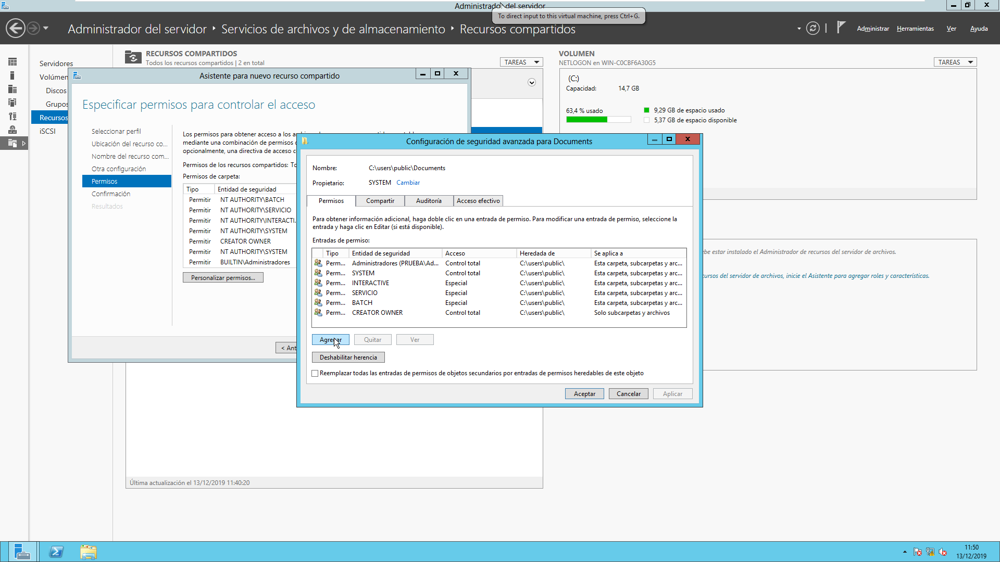 Administrador del servidor
To direct input to this virtual machine, press Ctrl+G.
Administrador del servidor ‣ Servicios de archivos y de almacenamiento ‣ Recursos compartidos
Administrar
Herramientas
Ver
Ayuda
Servidores
Volúmen
Discos
Grupos
Recursos
iSCSI
RECURSOS COMPARTIDOS
Todos los recursos compartidos | 2 en total
TAREAS
VOLUMEN
NETLOGON en WIN-C0CBF6A30G5
TAREAS
(C:)
Capacidad: 14,7 GB
63,4 % usado
9,29 GB de espacio usado
5,37 GB de espacio disponible
Asistente para nuevo recurso compartido
Especificar permisos para controlar el acceso
Seleccionar perfil
Ubicación del recurso co...
Nombre del recurso com...
Otra configuración
Permisos
Confirmación
Resultados
Los permisos para obtener acceso a los
mediante una combinación de permisos
opcionalmente, una directiva de acceso c
Permisos de los recursos compartidos: To
Permisos de carpeta:
Tipo Entidad de seguridad
Permitir NT AUTHORITY\BATCH
Permitir NT AUTHORITY\SERVICIO
Permitir NT AUTHORITY\INTERACTI...
Permitir NT AUTHORITY\SYSTEM
Permitir CREATOR OWNER
Permitir NT AUTHORITY\SYSTEM
Permitir BUILTIN\Administradores
Personalizar permisos...
< Ant
Configuración de seguridad avanzada para Documents
Nombre: C:\users\public\Documents
Propietario: SYSTEM Cambiar
Permisos Compartir Auditoría Acceso efectivo
Para obtener información adicional, haga doble clic en una entrada de permiso. Para modificar una entrada de permiso, seleccione la
entrada y haga clic en Editar (si está disponible).
Entradas de permiso:
Tipo Entidad de seguridad Acceso Heredada de Se aplica a
Perm... Administradores (PRUEBA\Ad... Control total C:\users\public\ Esta carpeta, subcarpetas y arc...
Perm... SYSTEM Control total C:\users\public\ Esta carpeta, subcarpetas y arc...
Perm... INTERACTIVE Especial C:\users\public\ Esta carpeta, subcarpetas y arc...
Perm... SERVICIO Especial C:\users\public\ Esta carpeta, subcarpetas y arc...
Perm... BATCH Especial C:\users\public\ Esta carpeta, subcarpetas y arc...
Perm... CREATOR OWNER Control total C:\users\public\ Solo subcarpetas y archivos
Agregar Quitar Ver
Deshabilitar herencia
Reemplazar todas las entradas de permisos de objetos secundarios por entradas de permisos heredables de este objeto
Aceptar Cancelar Aplicar
be estar instalado el Administrador de recursos del servidor de archivos.
ursos del servidor de archivos, inicie el Asistente para agregar roles y características.
Última actualización el 13/12/2019 11:40:20
11:50
13/12/2019